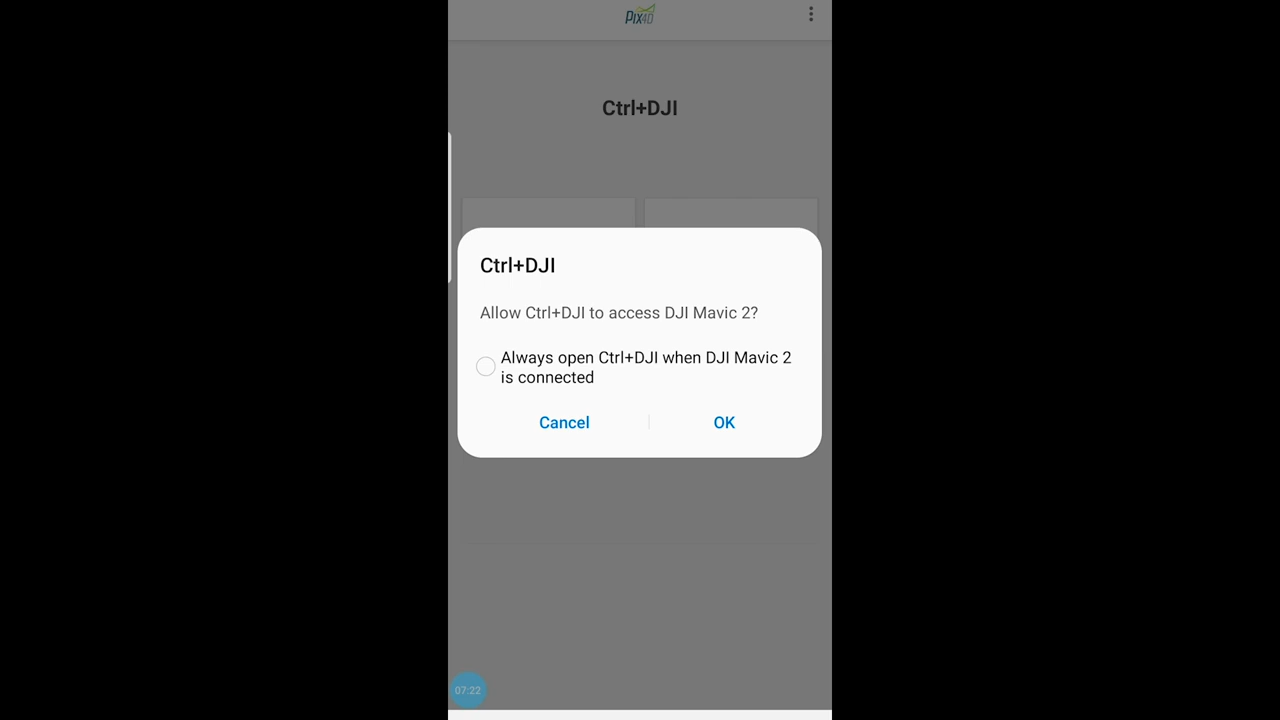 PIX4D
Ctrl+DJI
Ctrl+DJI
Allow Ctrl+DJI to access DJI Mavic 2?
Always open Ctrl+DJI when DJI Mavic 2
is connected
Cancel
OK
07:22